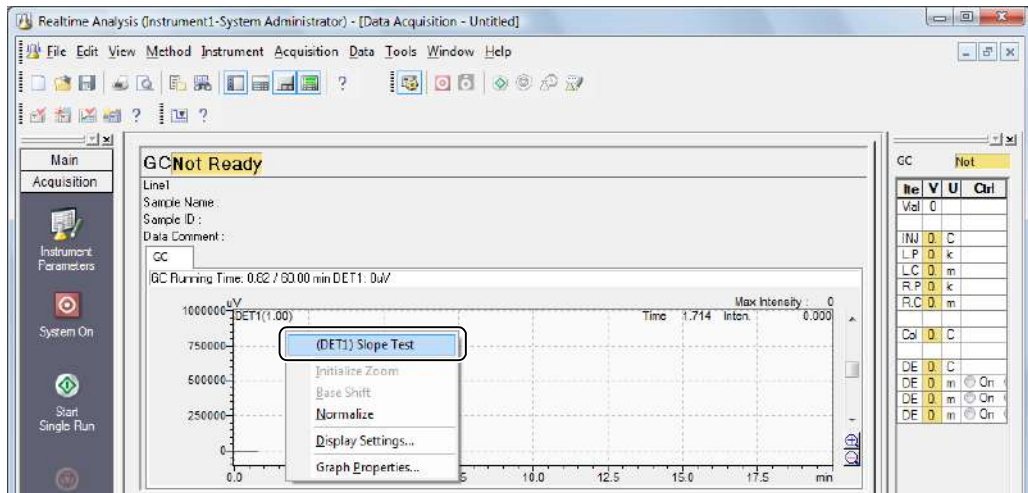 Realtime Analysis (Instrument1-System Administrator) - [Data Acquisition - Untitled]
File Edit View Method Instrument Acquisition Data Tools Window Help
Main
Acquisition
Instrument
Parameters
System On
Start
Single Run
GC Not Ready
Line1
Sample Name :
Sample ID :
Data Comment :
GC
GC Running Time: 0.82 / 60.00 min DET1: 0uV
uV
Max Intensity : 0
1000000
DET1(1.00)
Time 1.714 Inten. 0.000
750000
500000
250000
0
(DET1) Slope Test
Initialize Zoom
Base Shift
Normalize
Display Settings...
Graph Properties...
0.0 5 10.0 12.5 15.0 17.5 min
GC Not
Ite V U Ctrl
Vial 0
INJ 0. C
L.P 0. k
L.C 0. m
R.P 0. k
R.C 0. m
Col 0. C
DE 0. C
DE 0. m On
DE 0. m On
DE 0. m On